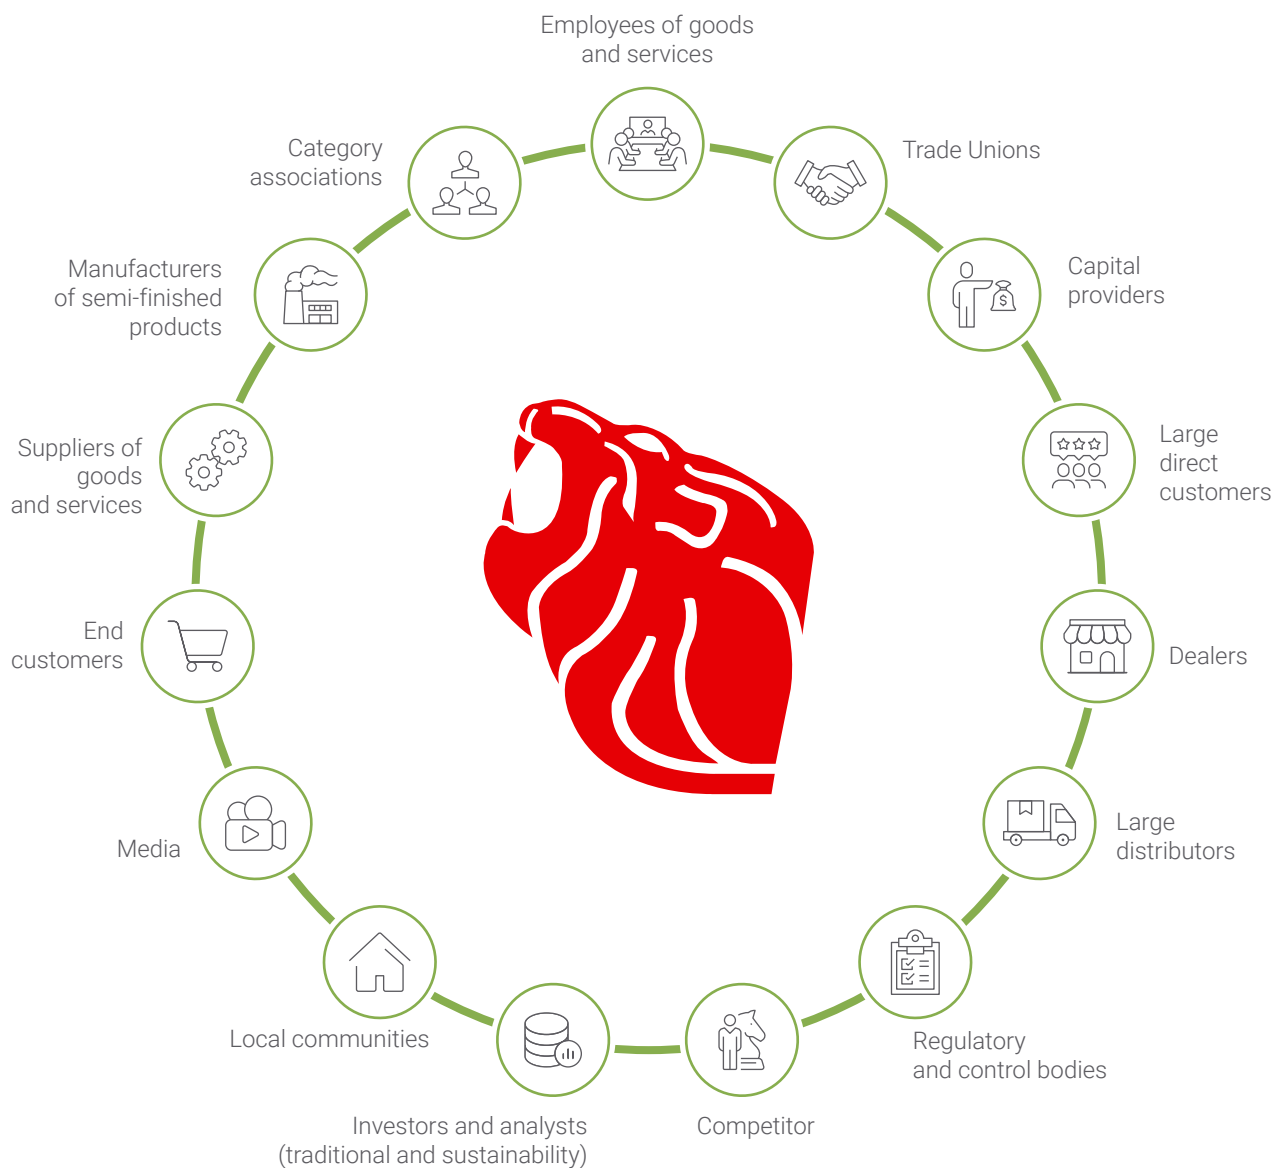 Employees of goods
and services
Trade Unions
Capital
providers
Large
direct
customers
Dealers
Large
distributors
Regulatory
and control bodies
Competitor
Investors and analysts
(traditional and sustainability)
Local communities
Media
End
customers
Suppliers of
goods
and services
Manufacturers
of semi-finished
products
Category
associations
$